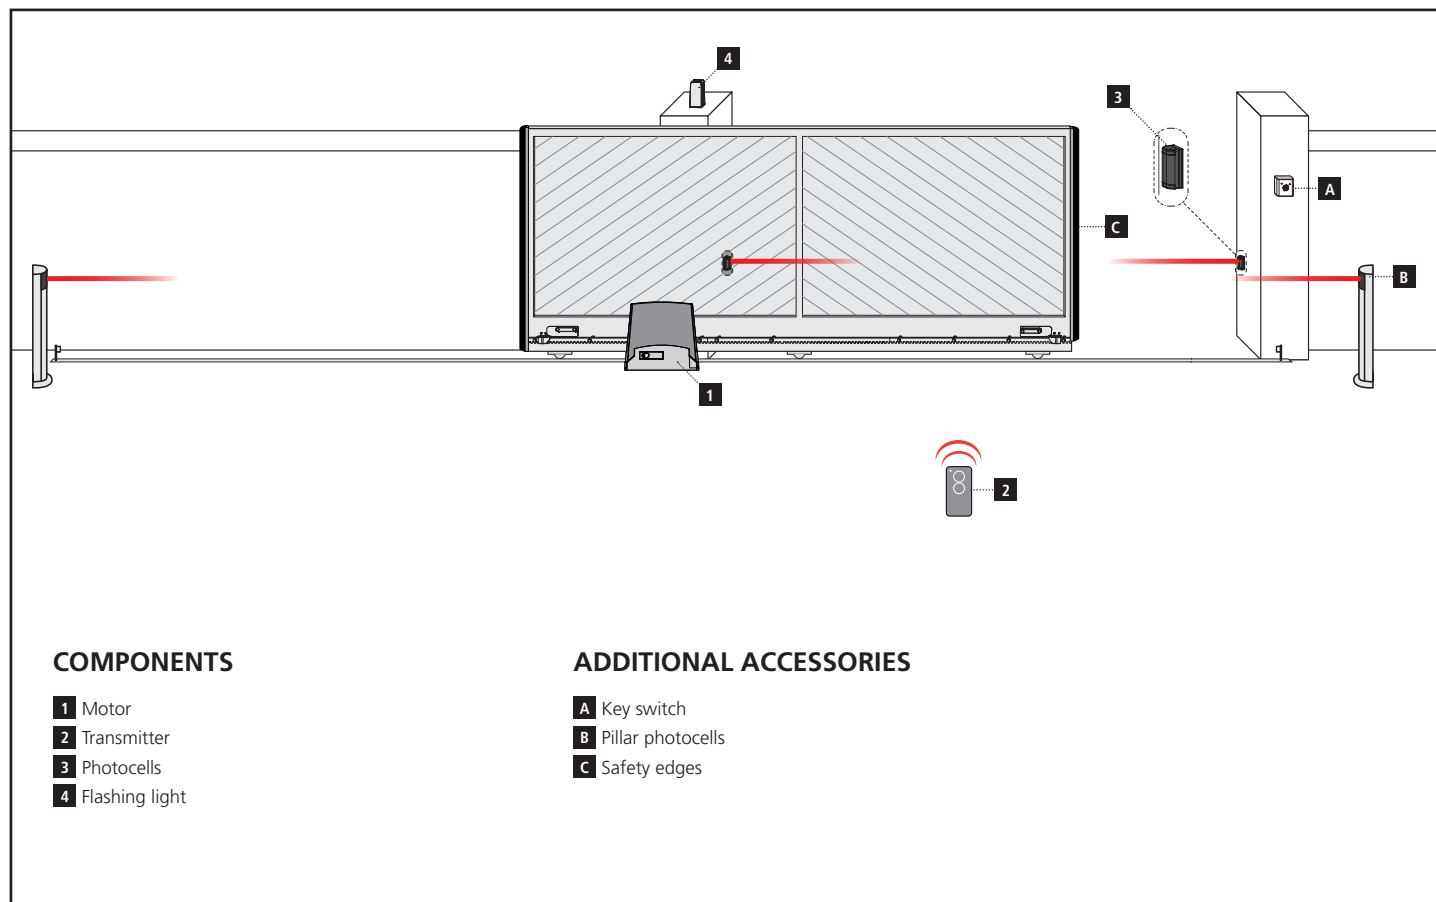 4
3
A
C
B
1
2
COMPONENTS
1 Motor
2 Transmitter
3 Photocells
4 Flashing light
ADDITIONAL ACCESSORIES
A Key switch
B Pillar photocells
C Safety edges